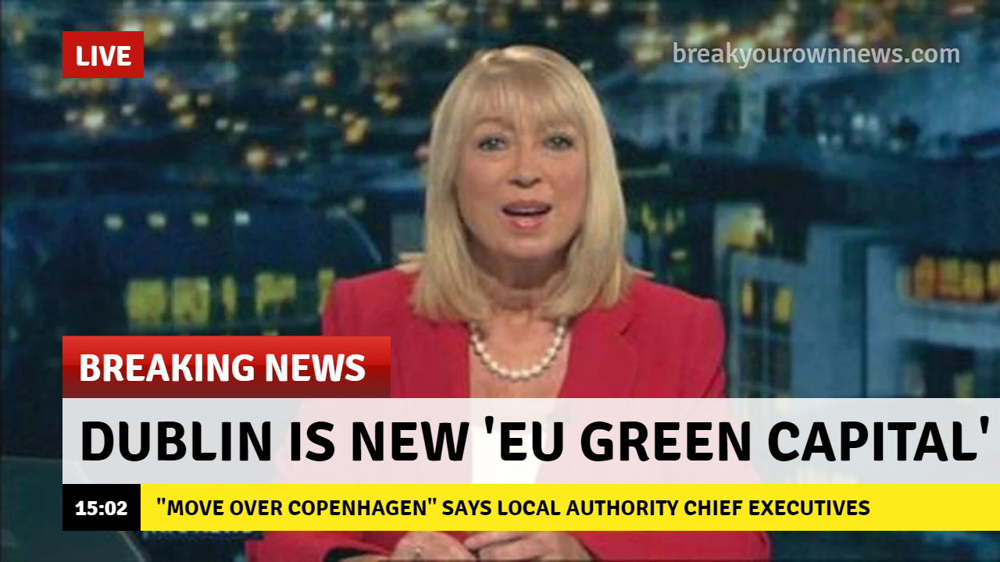 LIVE
breakyourownnews.com
BREAKING NEWS
DUBLIN IS NEW 'EU GREEN CAPITAL'
15:02
"MOVE OVER COPENHAGEN" SAYS LOCAL AUTHORITY CHIEF EXECUTIVES